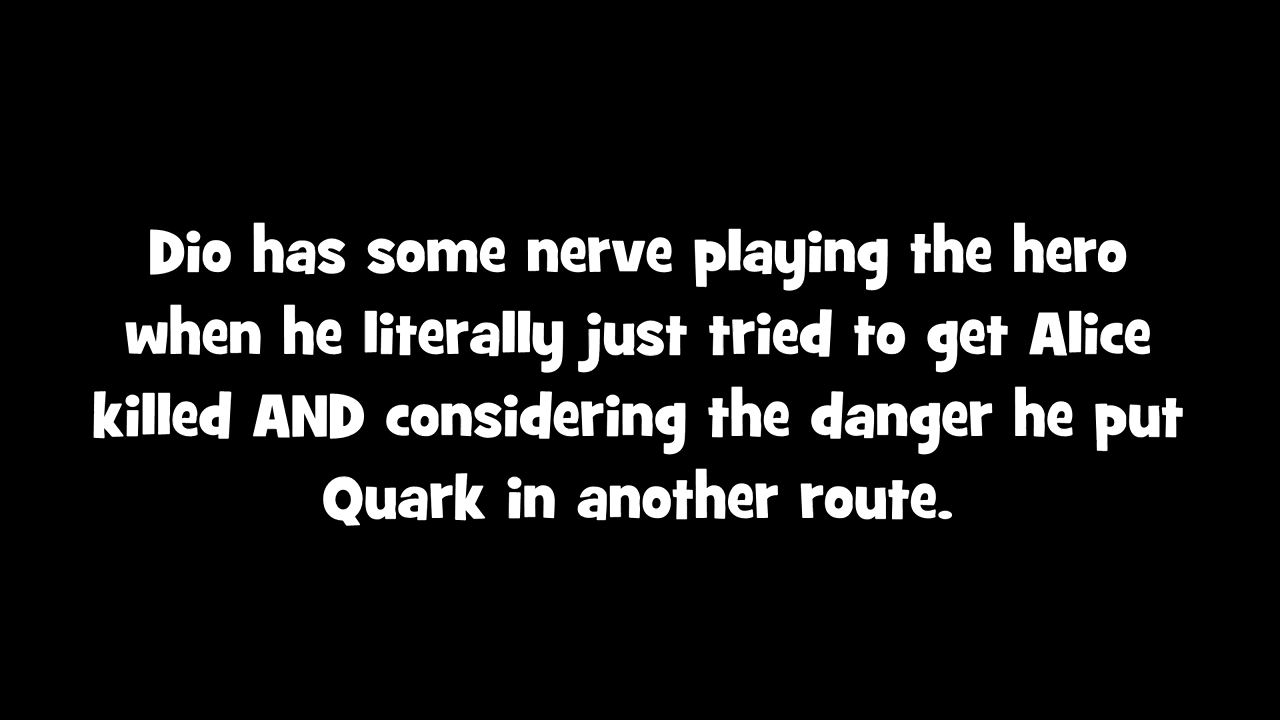 Dio has some nerve playing the hero
when he literally just tried to get Alice
killed AND considering the danger he put
Quark in another route.